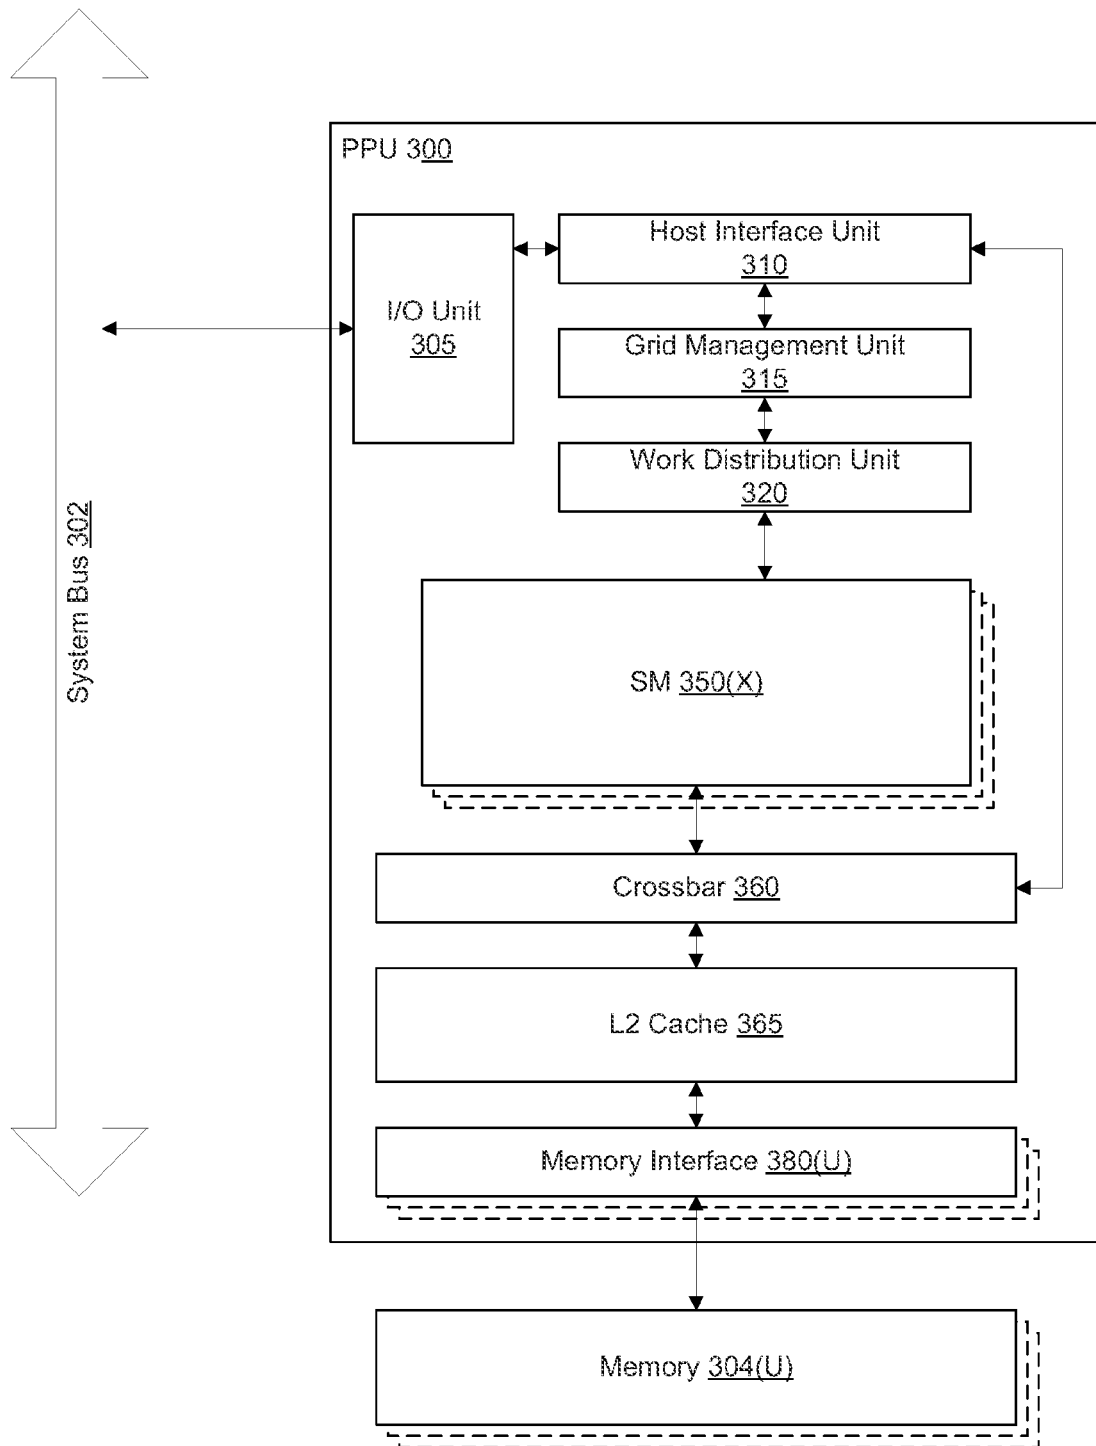 PPU 300
Host Interface Unit
310
I/O Unit
305
Grid Management Unit
315
Work Distribution Unit
320
System Bus 302
SM 350(X)
Crossbar 360
L2 Cache 365
Memory Interface 380(U)
Memory 304(U)